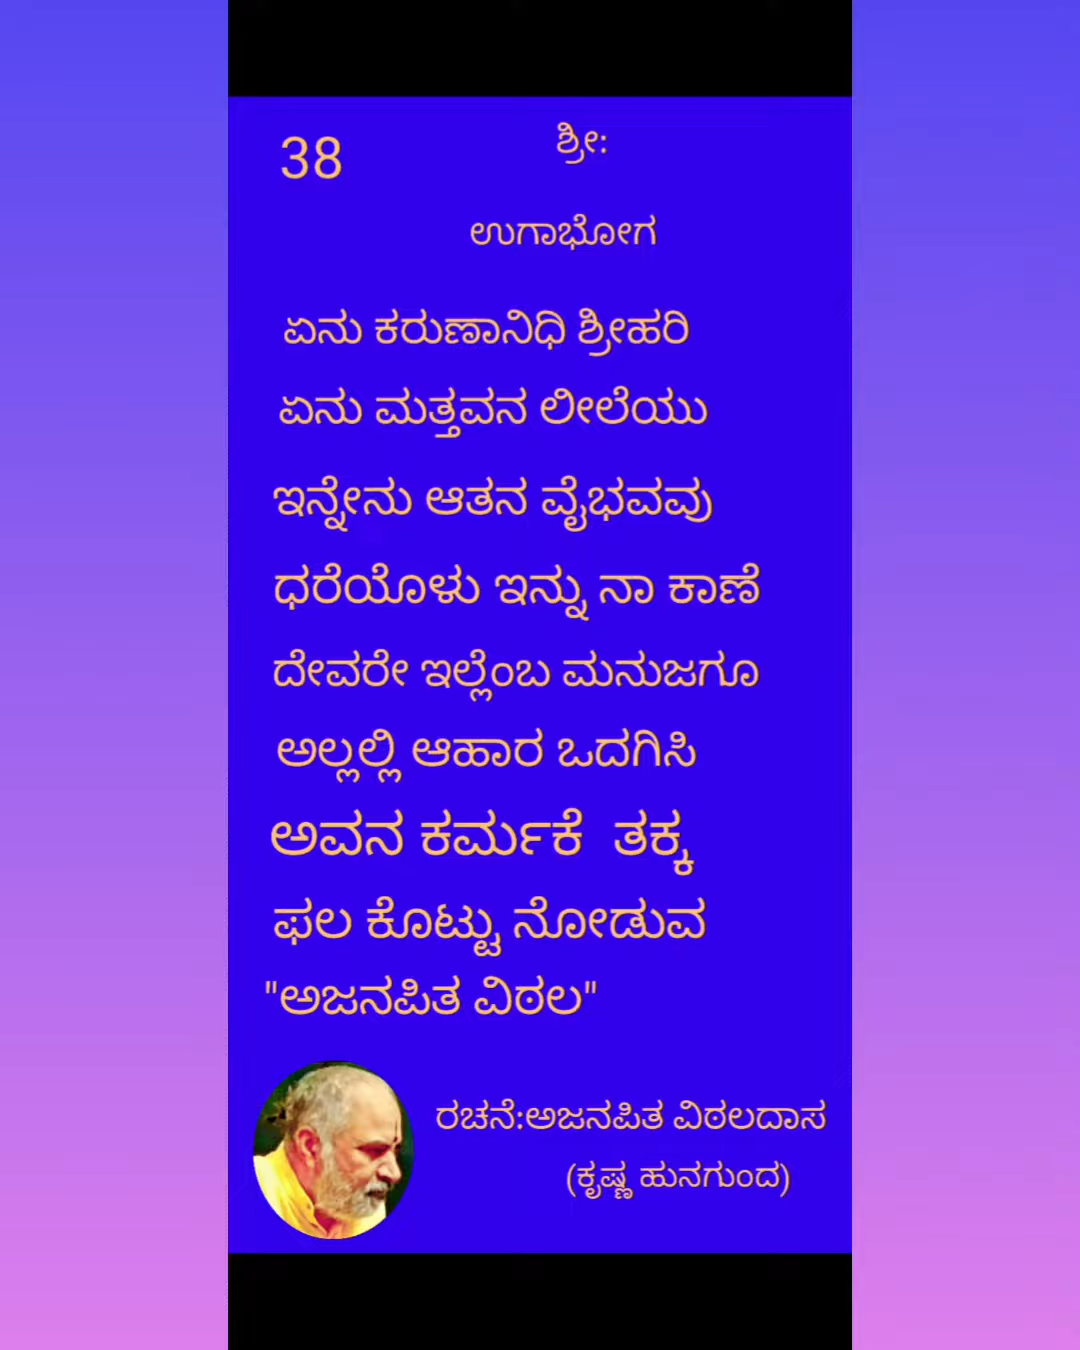 38
ಶ್ರೀ:
ಉಗಾಭೋಗ
ಏನು ಕರುಣಾನಿಧಿ ಶ್ರೀಹರಿ
ಏನು ಮತ್ತವನ ಲೀಲೆಯು
ಇನ್ನೇನು ಆತನ ವೈಭವವು
ಧರೆಯೊಳು ಇನ್ನು ನಾ ಕಾಣೆ
ದೇವರೇ ಇಲ್ಲೆಂಬ ಮನುಜಗೂ
ಅಲ್ಲಲ್ಲಿ ಆಹಾರ ಒದಗಿಸಿ
ಅವನ ಕರ್ಮಕೆ ತಕ್ಕ
ಫಲ ಕೊಟ್ಟು ನೋಡುವ
"ಅಜನಪಿತ ವಿಠಲ"
ರಚನೆ:ಅಜನಪಿತ ವಿಠಲದಾಸ
(ಕೃಷ್ಣ ಹುನಗುಂದ)